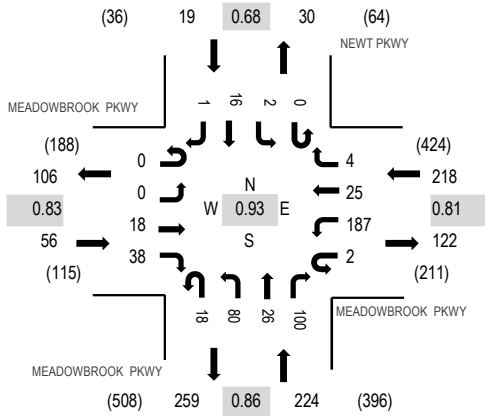 (36) 19 0.68 30 (64)
NEWT PKWY
MEADOWBROOK PKWY
1 16 2 0
(188) (424)
106 0 4 218
0 25
N
0.83 W 0.93 E 0.81
S
18 187
56 38 2 122
(115) (211)
18 80 26 100
MEADOWBROOK PKWY
MEADOWBROOK PKWY
(508) 259 0.86 224 (396)